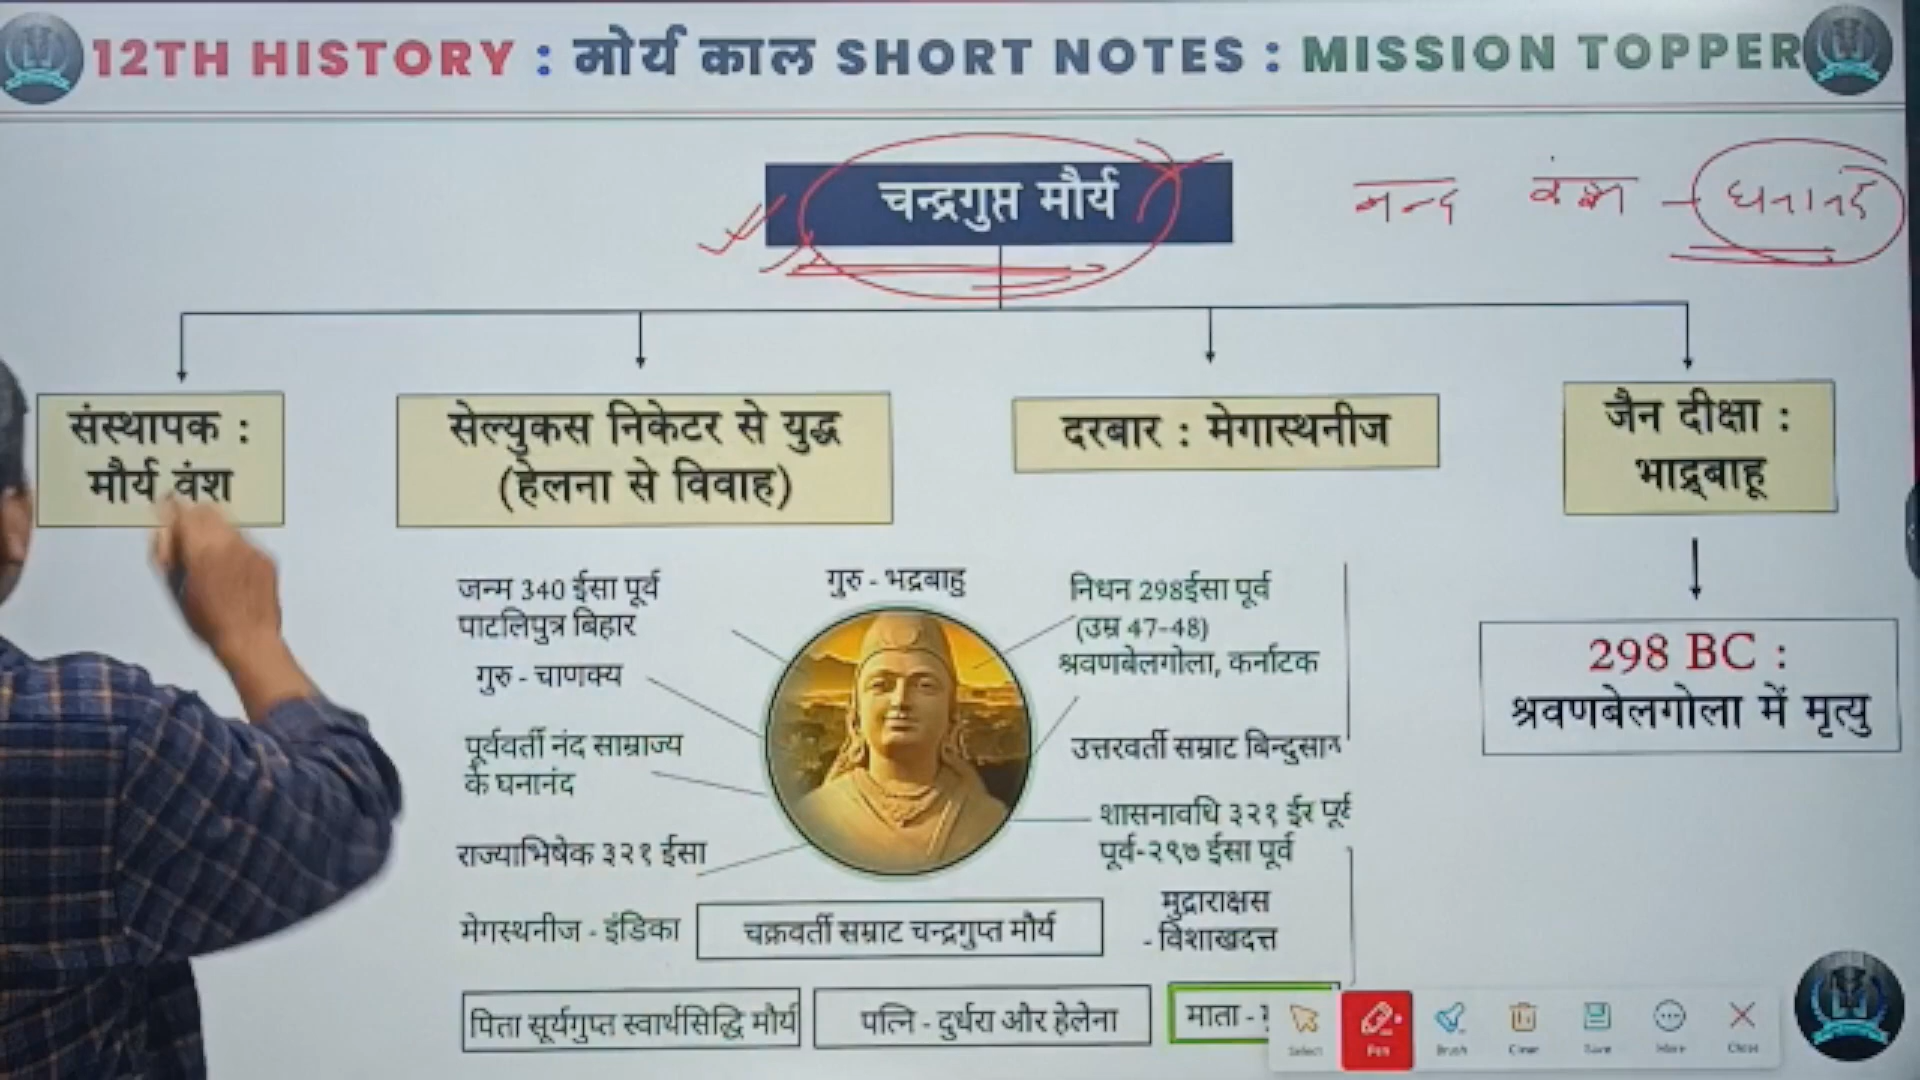 12TH HISTORY : मोर्य काल SHORT NOTES : MISSION TOPPER
चन्द्रगुप्त मौर्य
नन्द वंश - घनानंद
संस्थापक :
मौर्य वंश
सेल्युकस निकेटर से युद्ध
(हेलना से विवाह)
दरबार : मेगास्थनीज
जैन दीक्षा :
भाद्र्बाहू
298 BC :
श्रवणबेलगोला में मृत्यु
जन्म 340 ईसा पूर्व
पाटलिपुत्र बिहार
गुरु - चाणक्य
पूर्ववर्ती नंद साम्राज्य
के घनानंद
राज्याभिषेक ३२१ ईसा
मेगस्थनीज - इंडिका
गुरु - भद्रबाहु
निधन 298ईसा पूर्व
(उम्र 47-48)
श्रवणबेलगोला, कर्नाटक
उत्तरवर्ती सम्राट बिन्दुसा
शासनावधि ३२१ ईर पूर्व
पूर्व-२९७ ईसा पूर्व
मुद्राराक्षस
- विशाखदत्त
चक्रवर्ती सम्राट चन्द्रगुप्त मौर्य
पिता सूर्यगुप्त स्वार्थसिद्धि मौर्य
पत्नि - दुर्धरा और हेलेना
माता -
Select
Pen
Brush
Clear
Save
More
Close